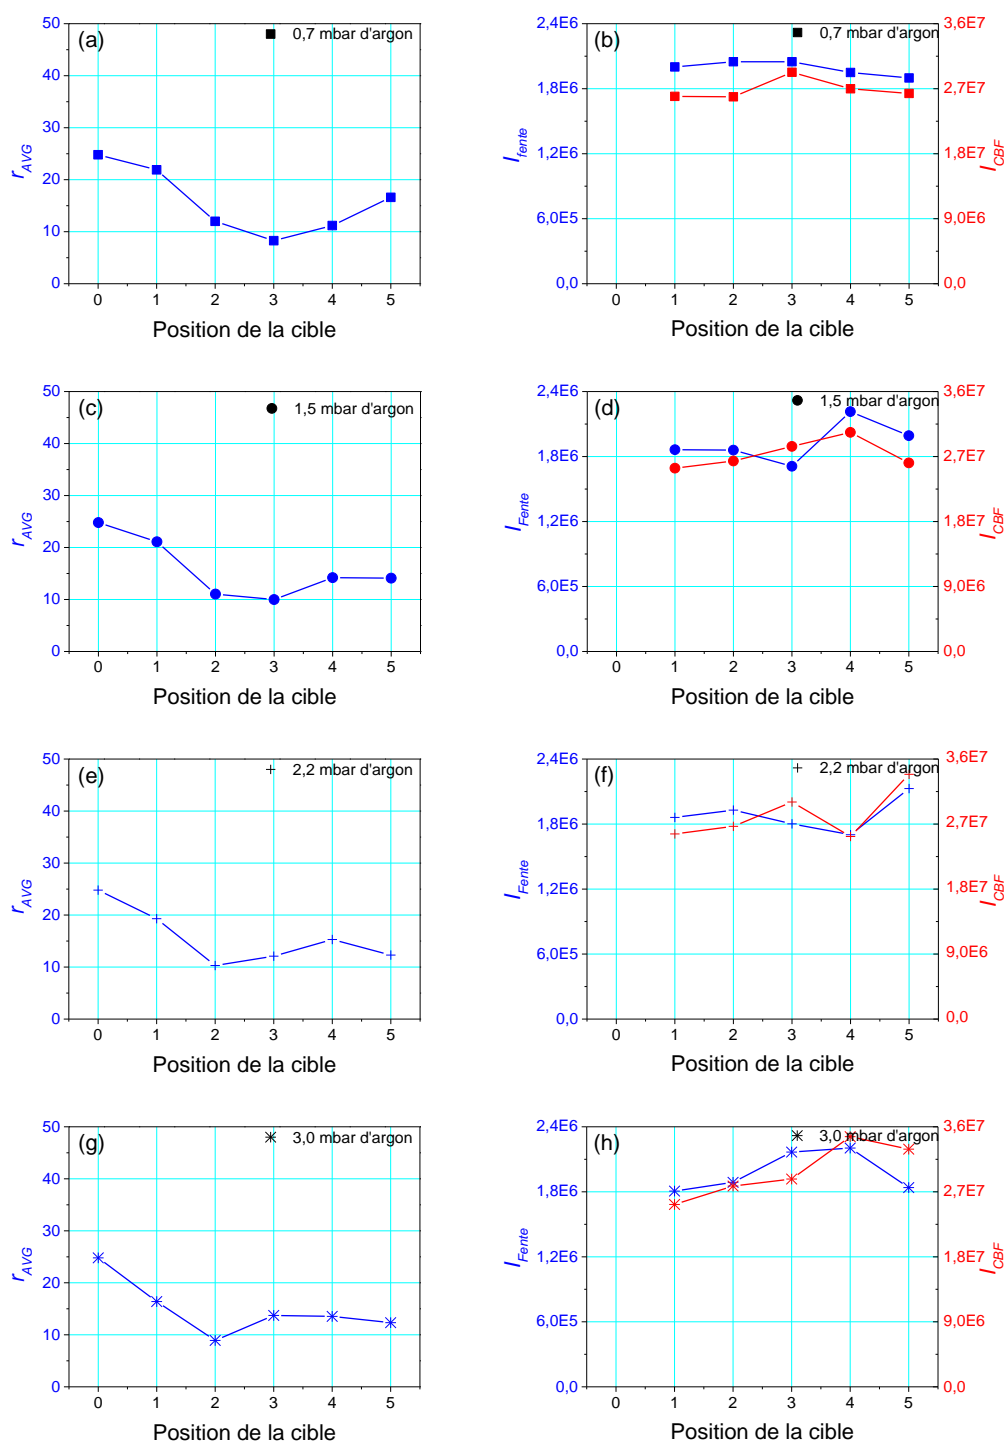 (a)
0,7 mbar d'argon
50
40
30
20
10
0
r_AVG
0 1 2 3 4 5
Position de la cible
(b)
0,7 mbar d'argon
2,4E6
1,8E6
1,2E6
6,0E5
0,0
I_fente
3,6E7
2,7E7
1,8E7
9,0E6
0,0
I_CBF
0 1 2 3 4 5
Position de la cible
(c)
1,5 mbar d'argon
50
40
30
20
10
0
r_AVG
0 1 2 3 4 5
Position de la cible
(d)
1,5 mbar d'argon
2,4E6
1,8E6
1,2E6
6,0E5
0,0
I_Fente
3,6E7
2,7E7
1,8E7
9,0E6
0,0
I_CBF
0 1 2 3 4 5
Position de la cible
(e)
2,2 mbar d'argon
50
40
30
20
10
0
r_AVG
0 1 2 3 4 5
Position de la cible
(f)
2,2 mbar d'argon
2,4E6
1,8E6
1,2E6
6,0E5
0,0
I_Fente
3,6E7
2,7E7
1,8E7
9,0E6
0,0
I_CBF
0 1 2 3 4 5
Position de la cible
(g)
3,0 mbar d'argon
50
40
30
20
10
0
r_AVG
0 1 2 3 4 5
Position de la cible
(h)
3,0 mbar d'argon
2,4E6
1,8E6
1,2E6
6,0E5
0,0
I_Fente
3,6E7
2,7E7
1,8E7
9,0E6
0,0
I_CBF
0 1 2 3 4 5
Position de la cible